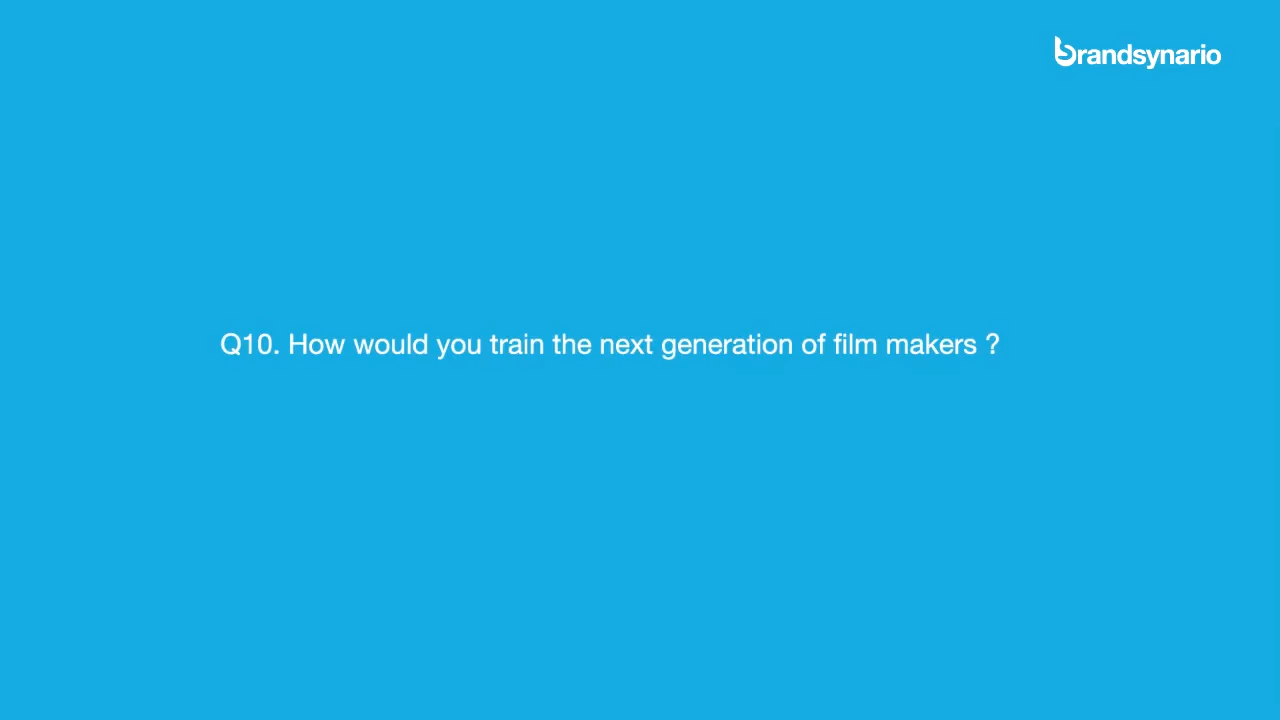 brandsynario
Q10. How would you train the next generation of film makers ?